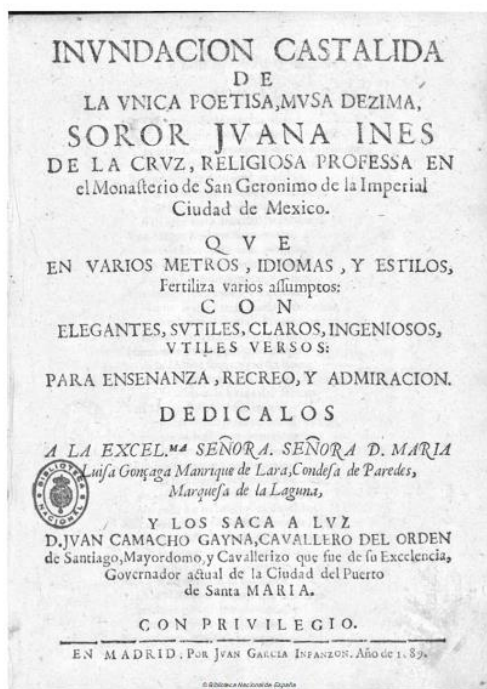 INVNDACION CASTALIDA
DE
LA VNICA POETISA, MVSA DEZIMA,
SOROR JVANA INES
DE LA CRVZ, RELIGIOSA PROFESSA EN
el Monaſterio de San Geronimo de la Imperial
Ciudad de Mexico.
QVE
EN VARIOS METROS, IDIOMAS, Y ESTILOS,
Fertiliza varios aſſumptos:
CON
ELEGANTES, SVTILES, CLAROS, INGENIOSOS,
VTILES VERSOS:
PARA ENSENANZA, RECREO, Y ADMIRACION.
DEDICALOS
A LA EXCEL.MA SEÑORA. SEÑORA D. MARIA
Luiſa Gonçaga Manrique de Lara, Condeſa de Paredes,
Marqueſa de la Laguna,
BIBLIOTECA NACIONAL
Y LOS SACA A LVZ
D. JVAN CAMACHO GAYNA, CAVALLERO DEL ORDEN
de Santiago, Mayordomo, y Cavallerizo que fue de ſu Excelencia,
Governador actual de la Ciudad del Puerto
de Santa MARIA.
CON PRIVILEGIO.
EN MADRID: POR JVAN GARCIA INFANZON. Año de 1689.
© Biblioteca Nacional de España